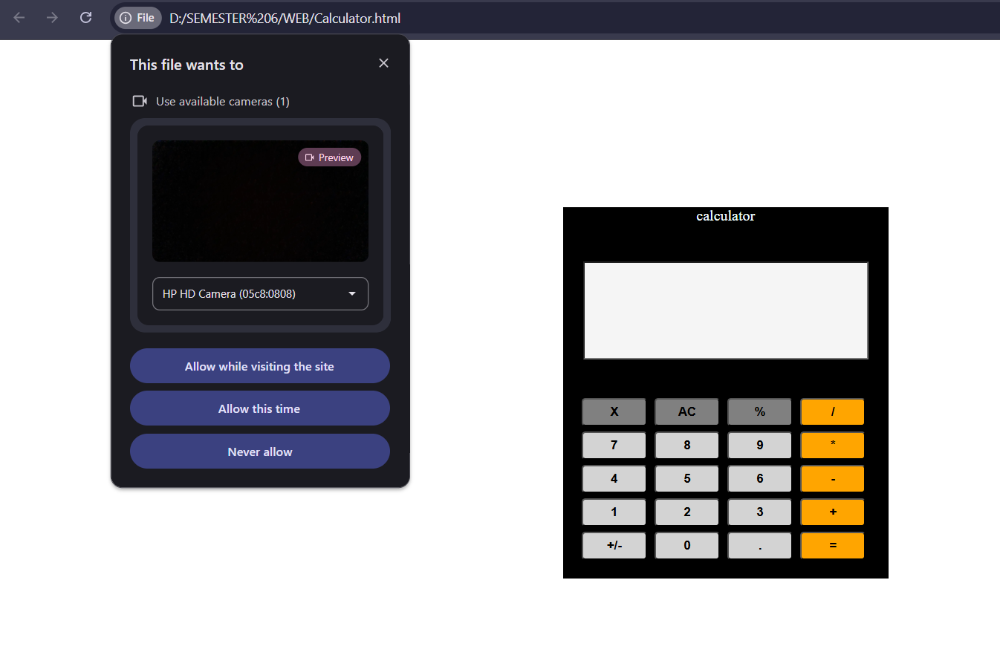 File D:/SEMESTER%206/WEB/Calculator.html
This file wants to
Use available cameras (1)
Preview
HP HD Camera (05c8:0808)
Allow while visiting the site
Allow this time
Never allow
calculator
X AC % /
7 8 9 *
4 5 6 -
1 2 3 +
+/- 0 . =